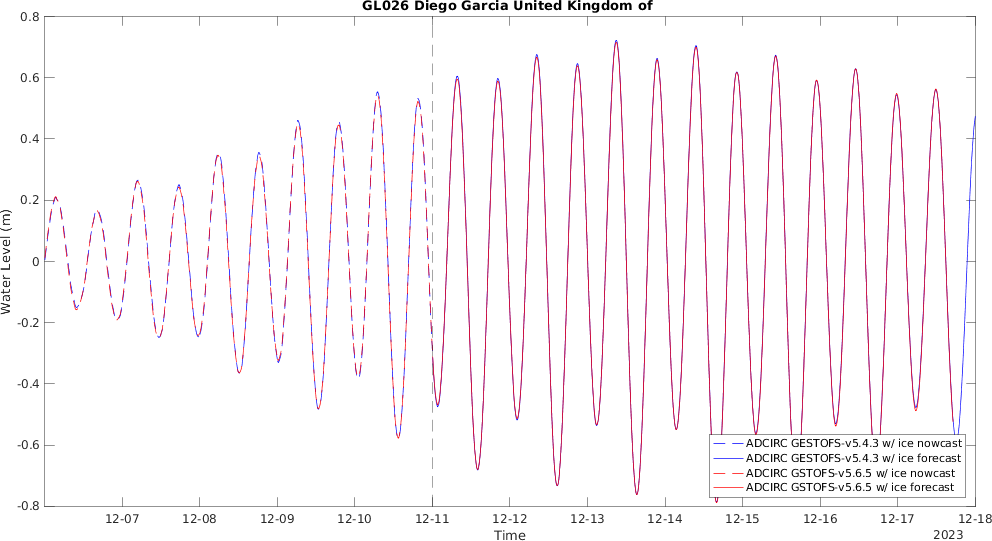 GL026 Diego Garcia United Kingdom of
0.8
0.6
0.4
0.2
0
-0.2
-0.4
-0.6
-0.8
Water Level (m)
ADCIRC GESTOFS-v5.4.3 w/ ice nowcast
ADCIRC GESTOFS-v5.4.3 w/ ice forecast
ADCIRC GSTOFS-v5.6.5 w/ ice nowcast
ADCIRC GSTOFS-v5.6.5 w/ ice forecast
12-07 12-08 12-09 12-10 12-11 12-12 12-13 12-14 12-15 12-16 12-17 12-18
Time
2023